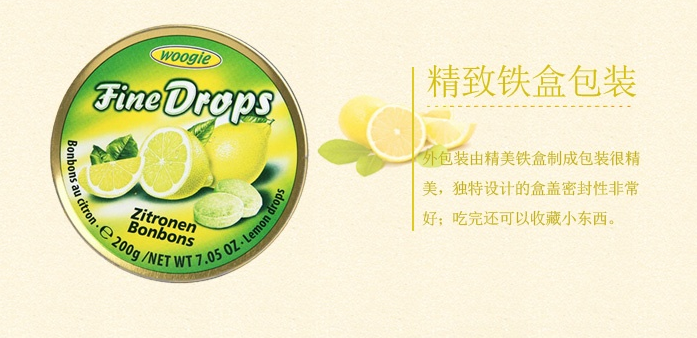 woogie
Fine Drops
Bonbons au citron · ℮ 200g / NET WT 7.05 OZ · Lemon drops
Zitronen
Bonbons
精致铁盒包装
外包装由精美铁盒制成包装很精
美，独特设计的盒盖密封性非常
好；吃完还可以收藏小东西。